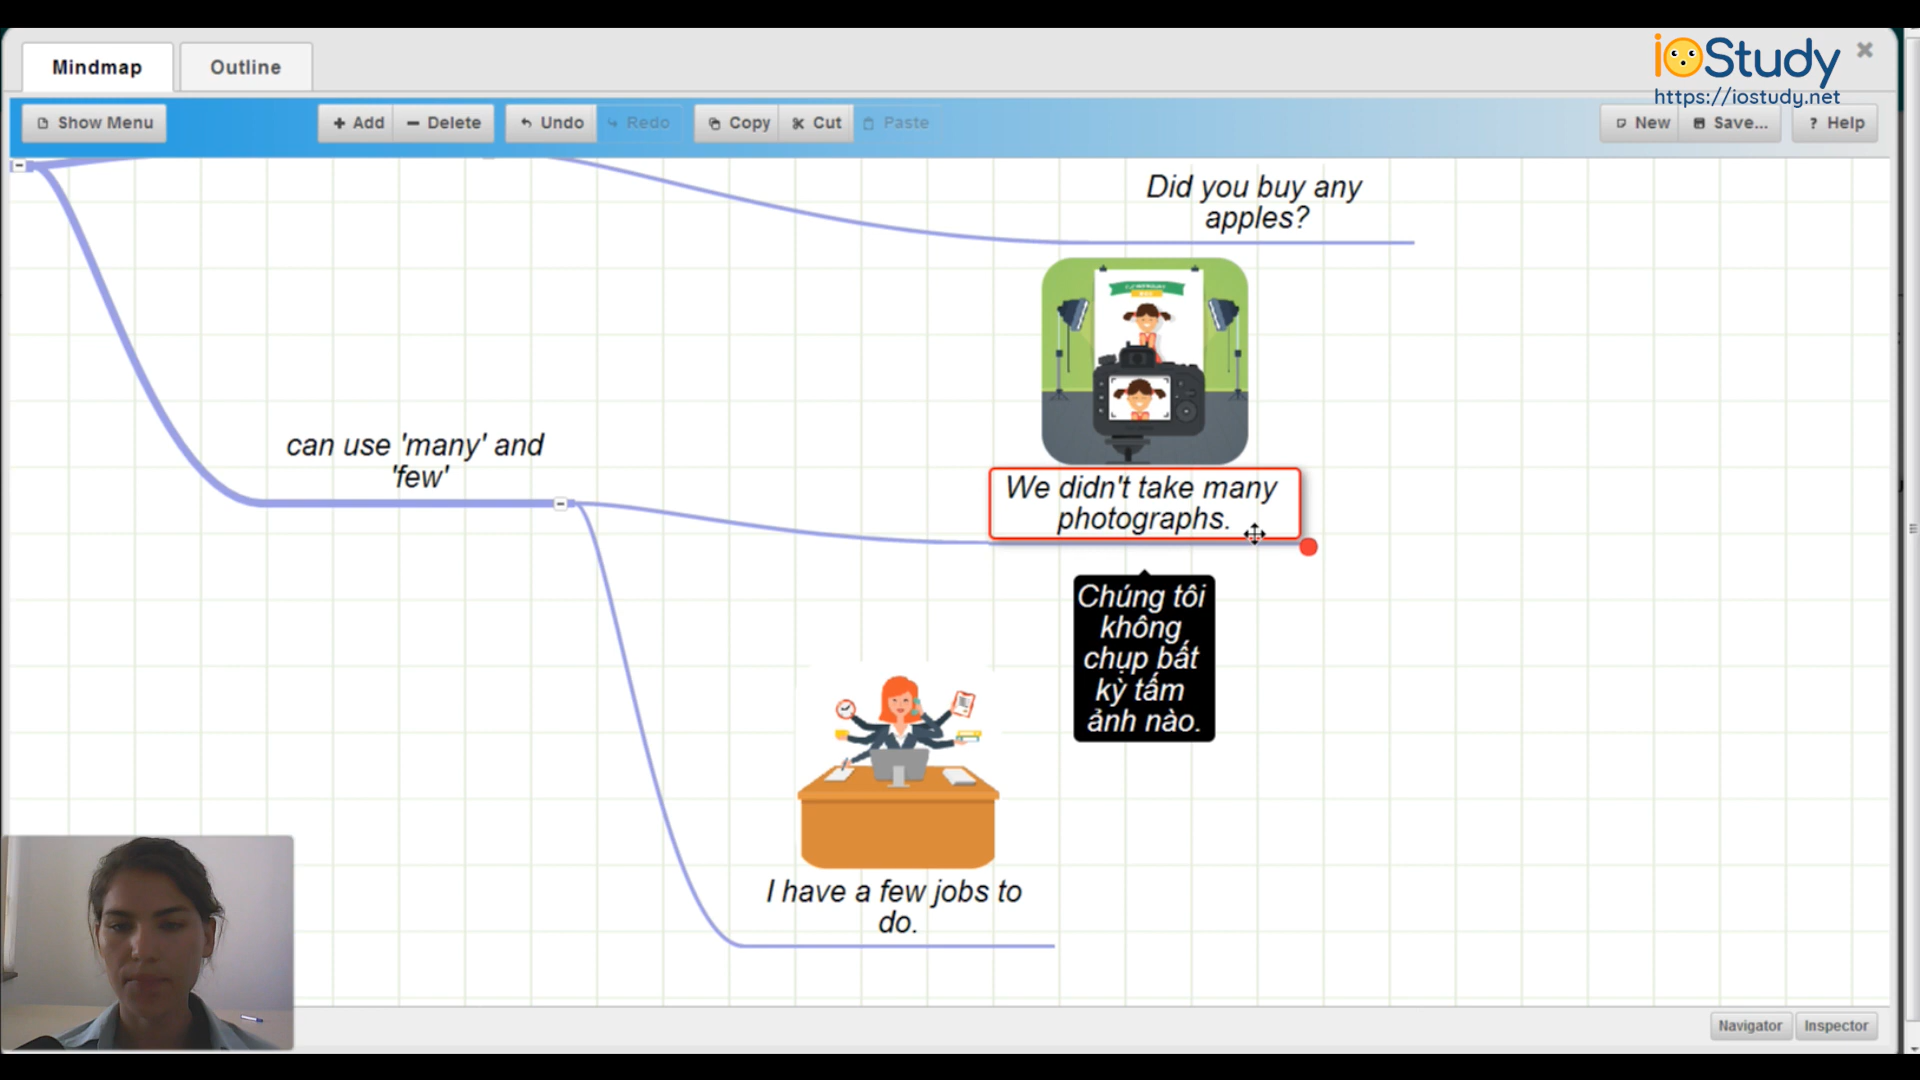 iOStudy
Mindmap
Outline
https://iostudy.net
Show Menu
Add
Delete
Undo
Redo
Copy
Cut
Paste
New
Save...
? Help
Did you buy any
apples?
can use 'many' and
'few'
We didn't take many
photographs.
Chúng tôi
không
chụp bất
kỳ tấm
ảnh nào.
I have a few jobs to
do.
Navigator
Inspector